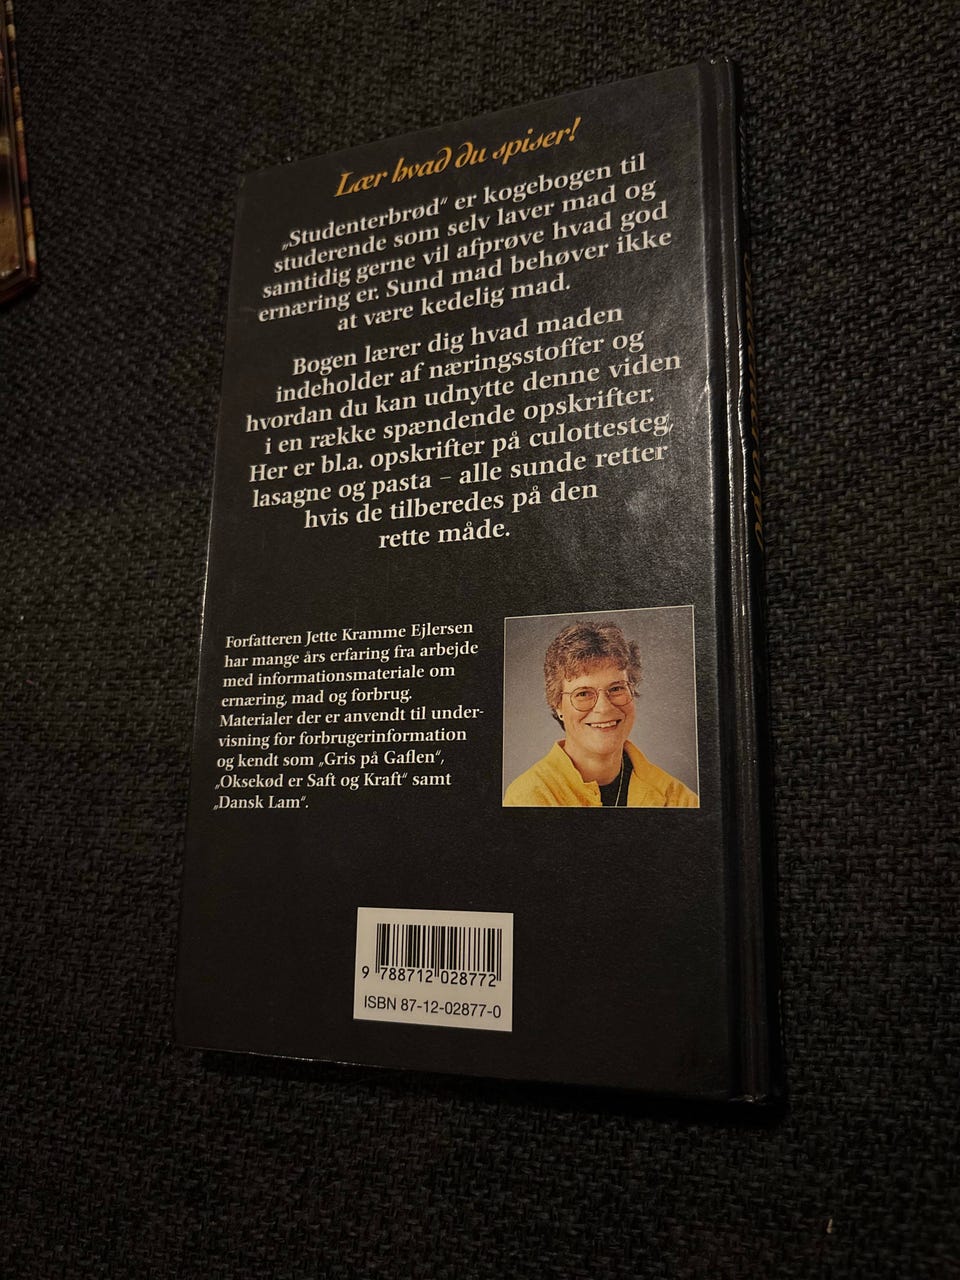 Lær hvad du spiser!
„Studenterbrød“ er kogebogen til
studerende som selv laver mad og
samtidig gerne vil afprøve hvad god
ernæring er. Sund mad behøver ikke
at være kedelig mad.
Bogen lærer dig hvad maden
indeholder af næringsstoffer og
hvordan du kan udnytte denne viden
i en række spændende opskrifter.
Her er bl.a. opskrifter på culottesteg,
lasagne og pasta – alle sunde retter
hvis de tilberedes på den
rette måde.
Forfatteren Jette Kramme Ejlersen
har mange års erfaring fra arbejde
med informationsmateriale om
ernæring, mad og forbrug.
Materialer der er anvendt til under-
visning for forbrugerinformation
og kendt som „Gris på Gaflen“,
„Oksekød er Saft og Kraft“ samt
„Dansk Lam“.
9 788712 028772
ISBN 87-12-02877-0